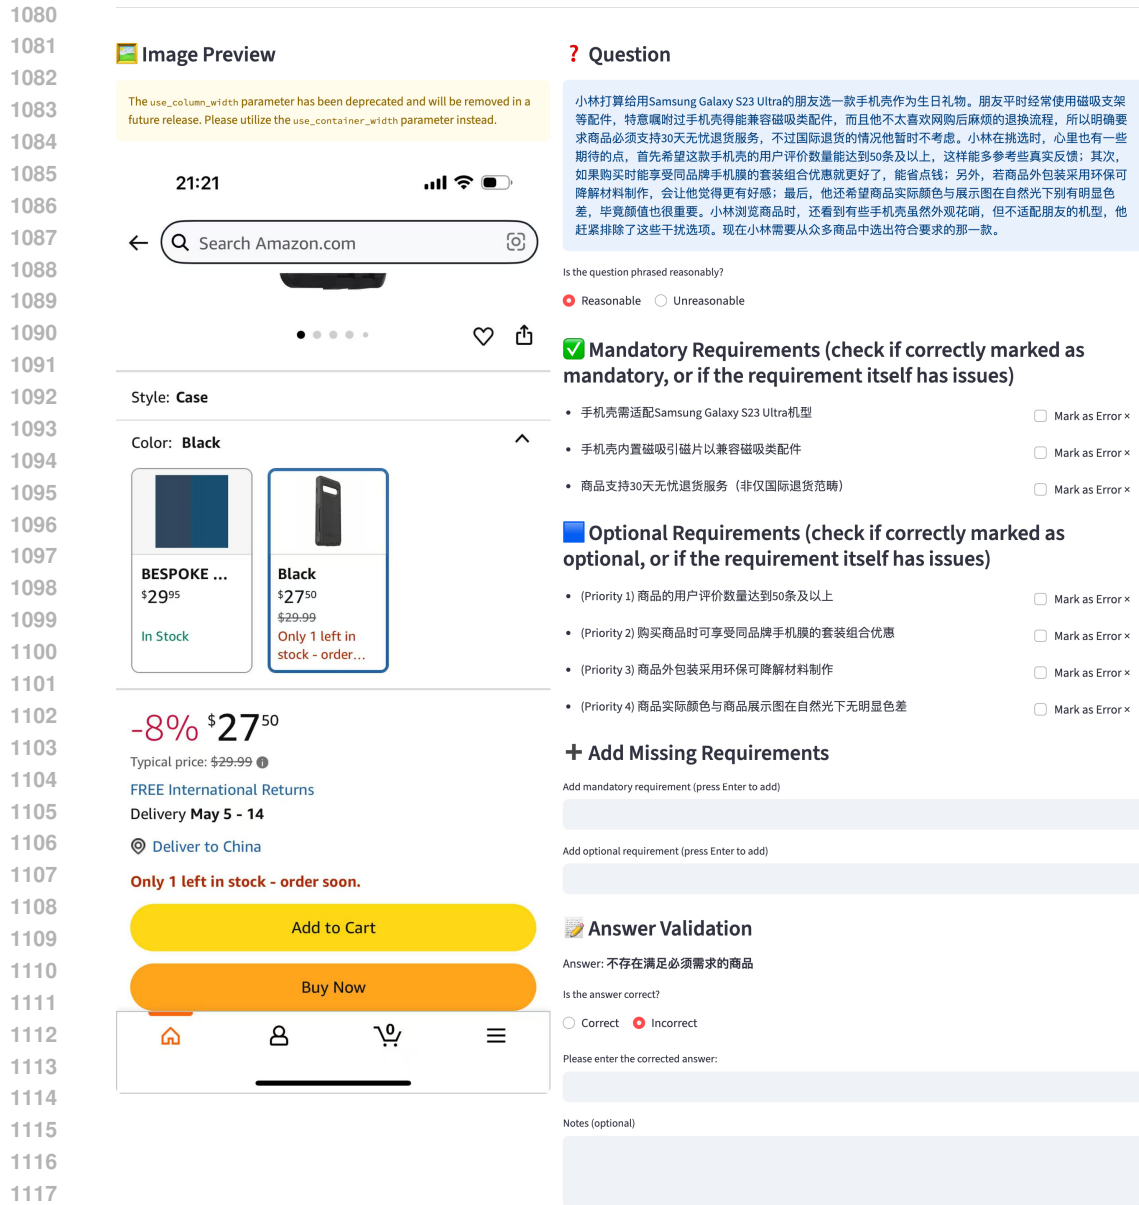 1080
1081
1082
1083
1084
1085
1086
1087
1088
1089
1090
1091
1092
1093
1094
1095
1096
1097
1098
1099
1100
1101
1102
1103
1104
1105
1106
1107
1108
1109
1110
1111
1112
1113
1114
1115
1116
1117
Image Preview
The use_column_width parameter has been deprecated and will be removed in a
future release. Please utilize the use_container_width parameter instead.
21:21
Search Amazon.com
Style: Case
Color: Black
BESPOKE ...
$2995
In Stock
Black
$2750
$29.99
Only 1 left in
stock - order...
-8% $2750
Typical price: $29.99
FREE International Returns
Delivery May 5 - 14
Deliver to China
Only 1 left in stock - order soon.
Add to Cart
Buy Now
0
❓ Question
小林打算给用Samsung Galaxy S23 Ultra的朋友选一款手机壳作为生日礼物。朋友平时经常使用磁吸支架
等配件，特意嘱咐过手机壳得能兼容磁吸类配件，而且他不太喜欢网购后麻烦的退换流程，所以明确要
求商品必须支持30天无忧退货服务，不过国际退货的情况他暂时不考虑。小林在挑选时，心里也有一些
期待的点，首先希望这款手机壳的用户评价数量能达到50条及以上，这样能多参考些真实反馈；其次，
如果购买时能享受同品牌手机膜的套装组合优惠就更好了，能省点钱；另外，若商品外包装采用环保可
降解材料制作，会让他觉得更有好感；最后，他还希望商品实际颜色与展示图在自然光下别有明显色
差，毕竟颜值也很重要。小林浏览商品时，还看到有些手机壳虽然外观花哨，但不适配朋友的机型，他
赶紧排除了这些干扰选项。现在小林需要从众多商品中选出符合要求的那一款。
Is the question phrased reasonably?
Reasonable Unreasonable
✅ Mandatory Requirements (check if correctly marked as
mandatory, or if the requirement itself has issues)
• 手机壳需适配Samsung Galaxy S23 Ultra机型 Mark as Error ×
• 手机壳内置磁吸引磁片以兼容磁吸类配件 Mark as Error ×
• 商品支持30天无忧退货服务（非仅国际退货范畴） Mark as Error ×
Optional Requirements (check if correctly marked as
optional, or if the requirement itself has issues)
• (Priority 1) 商品的用户评价数量达到50条及以上 Mark as Error ×
• (Priority 2) 购买商品时可享受同品牌手机膜的套装组合优惠 Mark as Error ×
• (Priority 3) 商品外包装采用环保可降解材料制作 Mark as Error ×
• (Priority 4) 商品实际颜色与商品展示图在自然光下无明显色差 Mark as Error ×
➕ Add Missing Requirements
Add mandatory requirement (press Enter to add)
Add optional requirement (press Enter to add)
Answer Validation
Answer: 不存在满足必须需求的商品
Is the answer correct?
Correct Incorrect
Please enter the corrected answer:
Notes (optional)